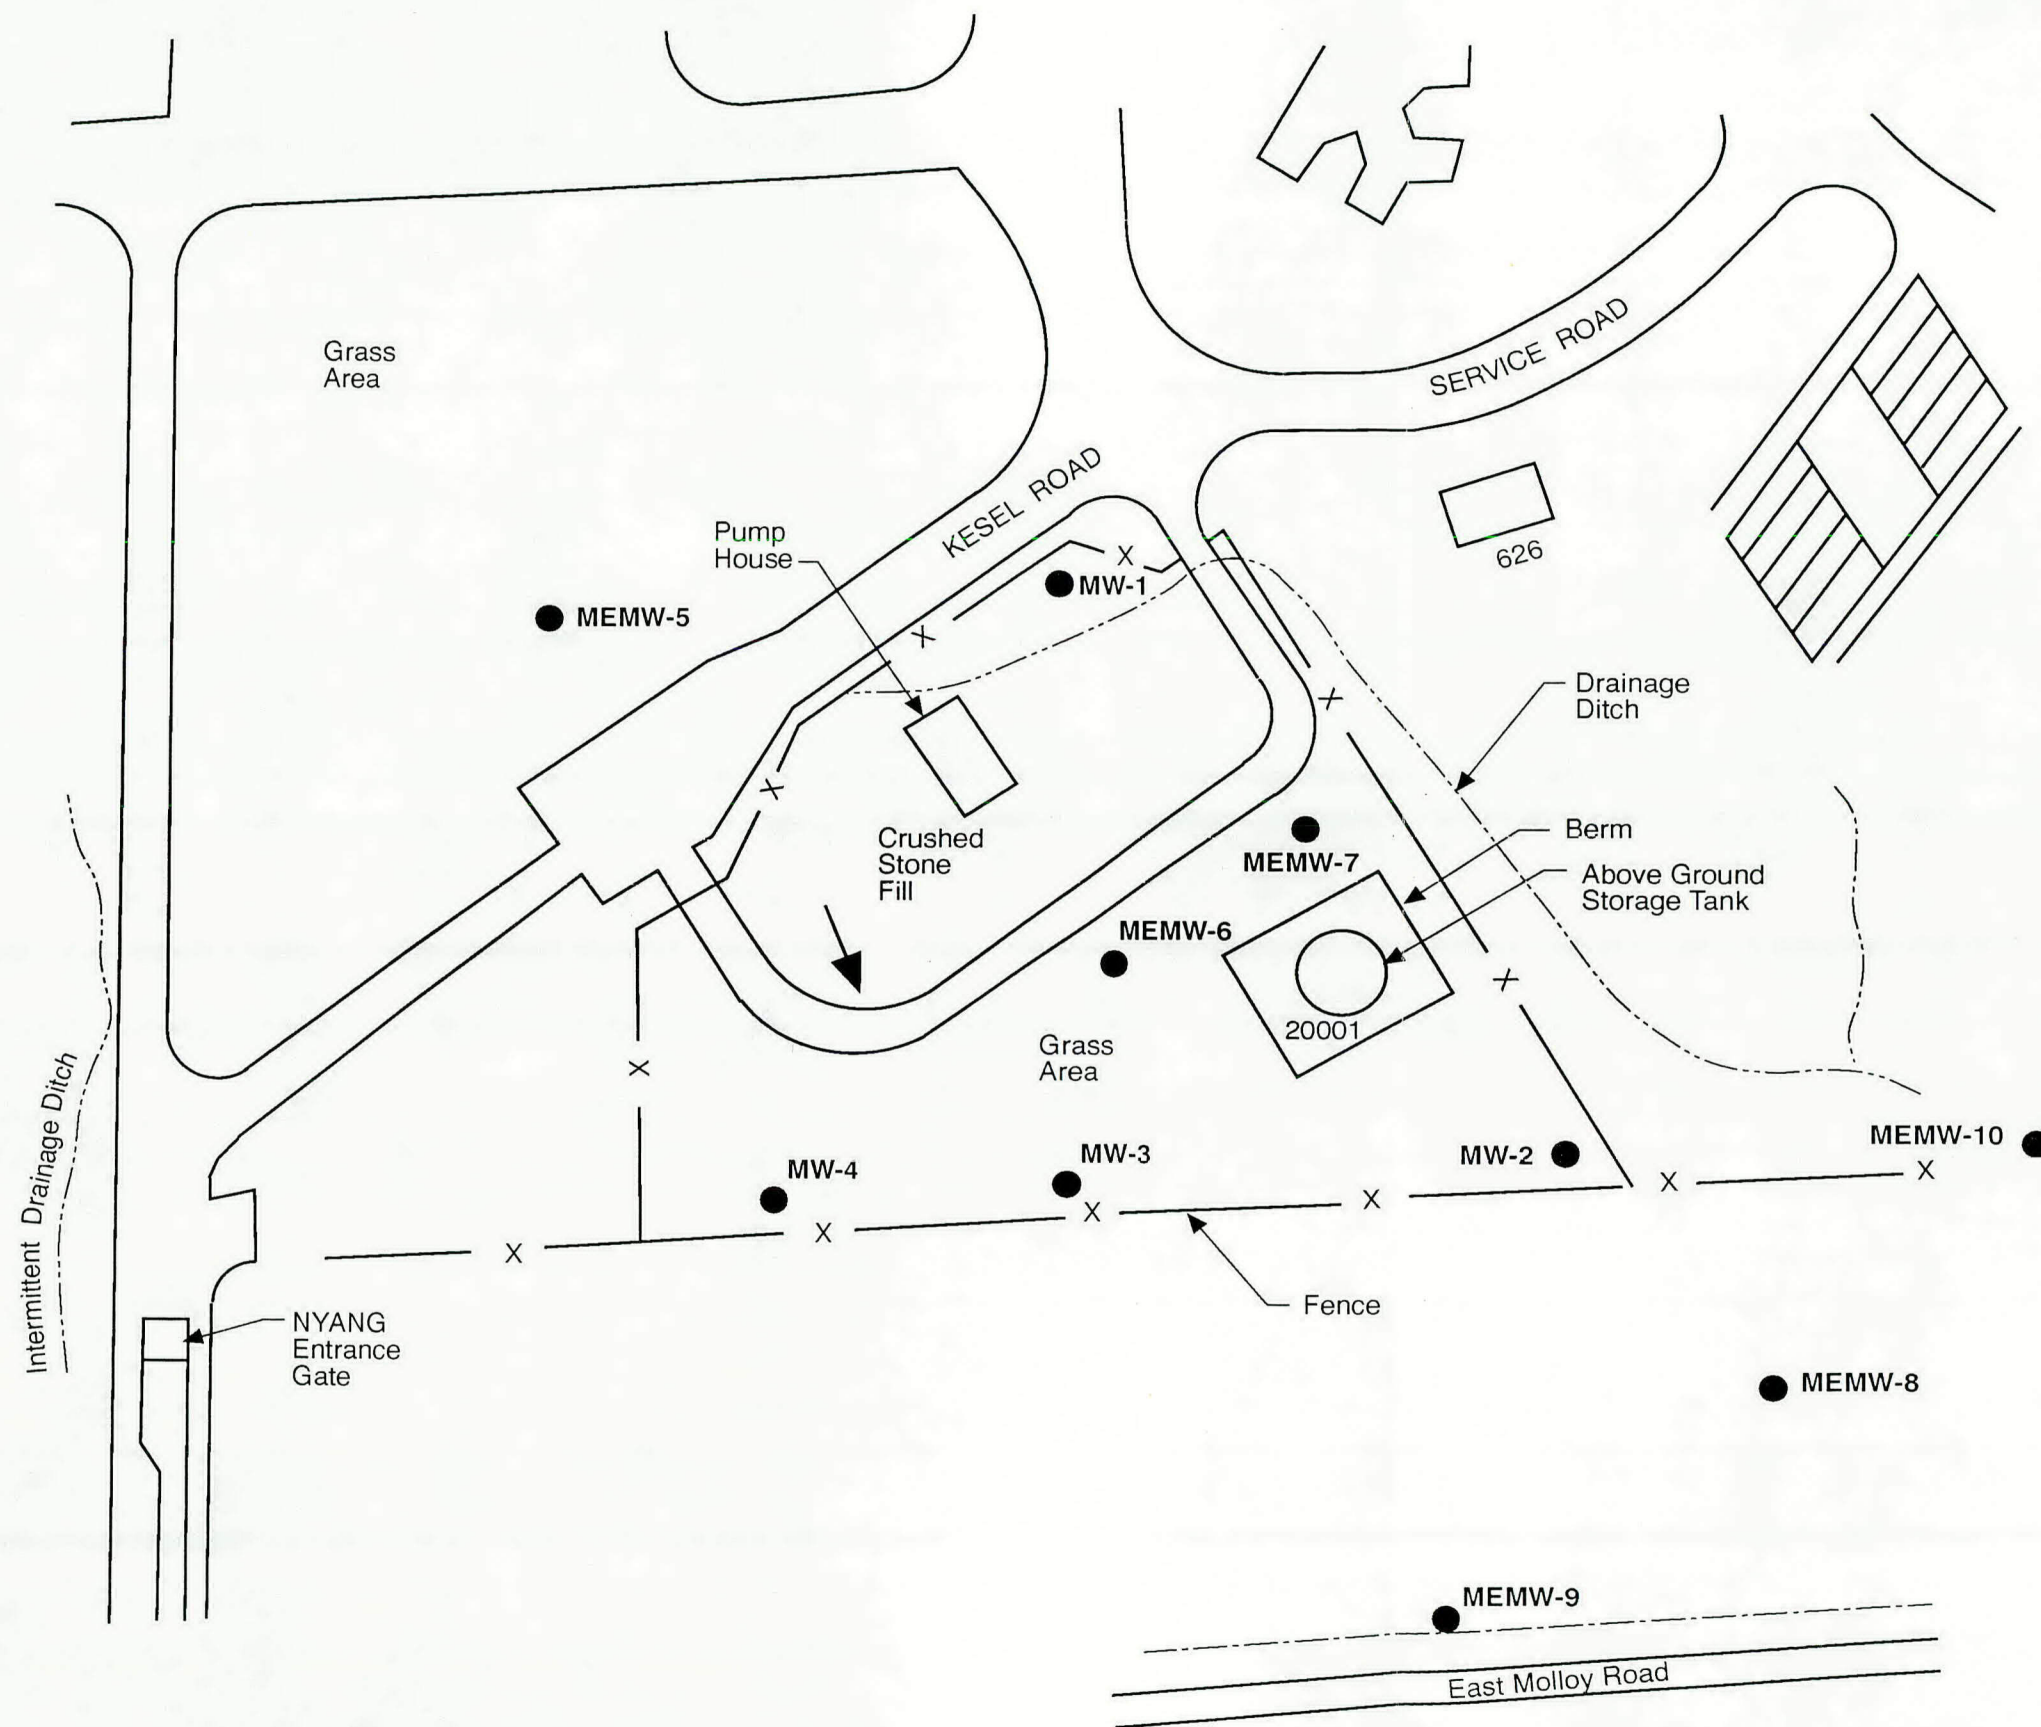 Grass
Area
SERVICE ROAD
KESEL ROAD
Pump
House
X
MW-1
626
MEMW-5
X
Drainage
Ditch
X
X
Berm
Crushed
Stone
Fill
MEMW-7
Above Ground
Storage Tank
MEMW-6
X
20001
Grass
Area
X
Intermittent Drainage Ditch
MEMW-10
MW-4
MW-3
MW-2
X
X
X
X
X
X
Fence
NYANG
Entrance
Gate
MEMW-8
MEMW-9
East Molloy Road